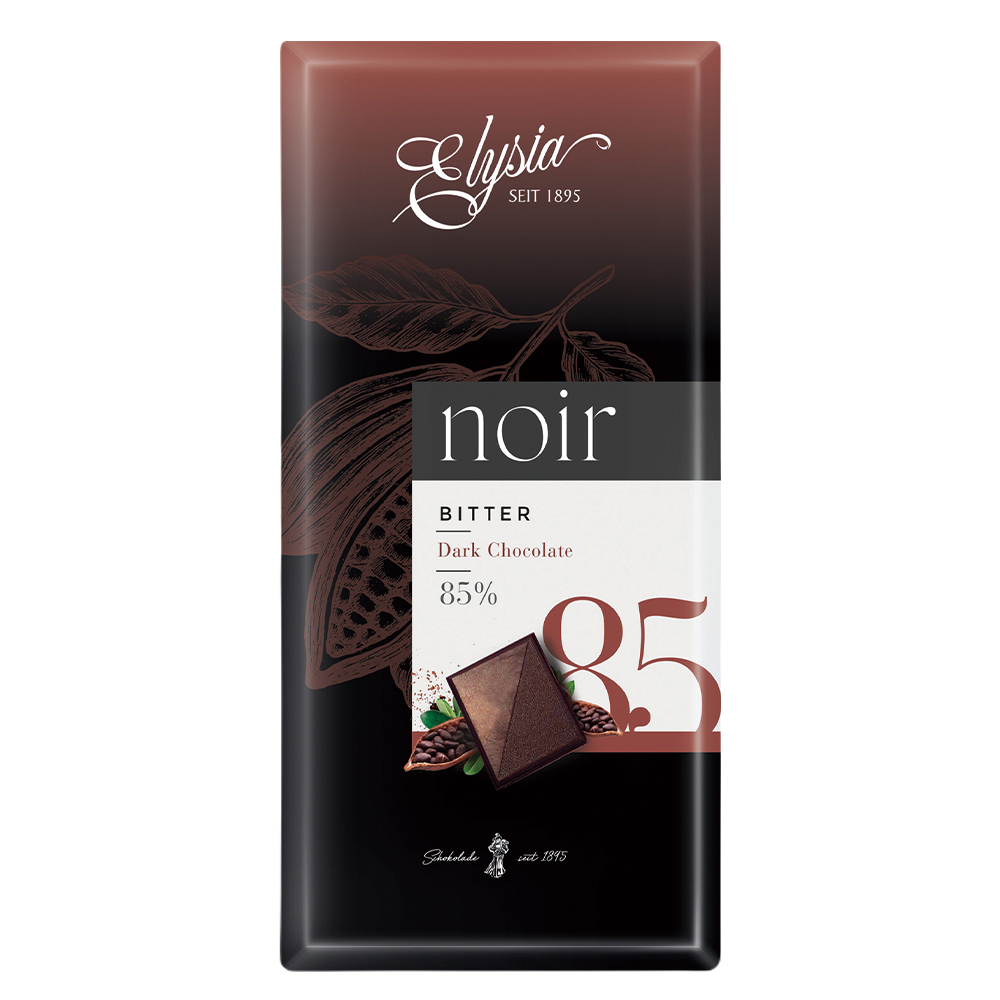 Elysia
SEIT 1895
noir
BITTER
Dark Chocolate
85%
85
Schokolade seit 1895